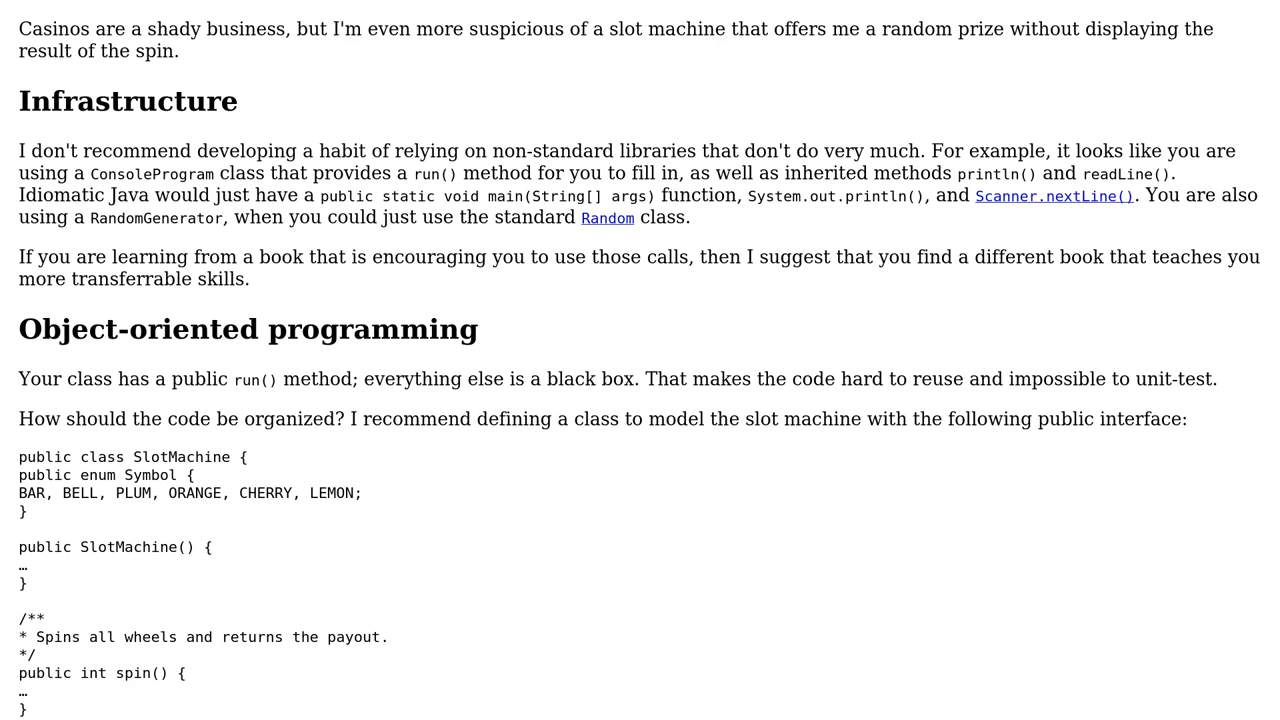 Casinos are a shady business, but I'm even more suspicious of a slot machine that offers me a random prize without displaying the
result of the spin.
Infrastructure
I don't recommend developing a habit of relying on non-standard libraries that don't do very much. For example, it looks like you are
using a ConsoleProgram class that provides a run() method for you to fill in, as well as inherited methods println() and readLine().
Idiomatic Java would just have a public static void main(String[] args) function, System.out.println(), and Scanner.nextLine(). You are also
using a RandomGenerator, when you could just use the standard Random class.
If you are learning from a book that is encouraging you to use those calls, then I suggest that you find a different book that teaches you
more transferrable skills.
Object-oriented programming
Your class has a public run() method; everything else is a black box. That makes the code hard to reuse and impossible to unit-test.
How should the code be organized? I recommend defining a class to model the slot machine with the following public interface:
public class SlotMachine {
public enum Symbol {
BAR, BELL, PLUM, ORANGE, CHERRY, LEMON;
}
public SlotMachine() {
…
}
/**
* Spins all wheels and returns the payout.
*/
public int spin() {
…
}